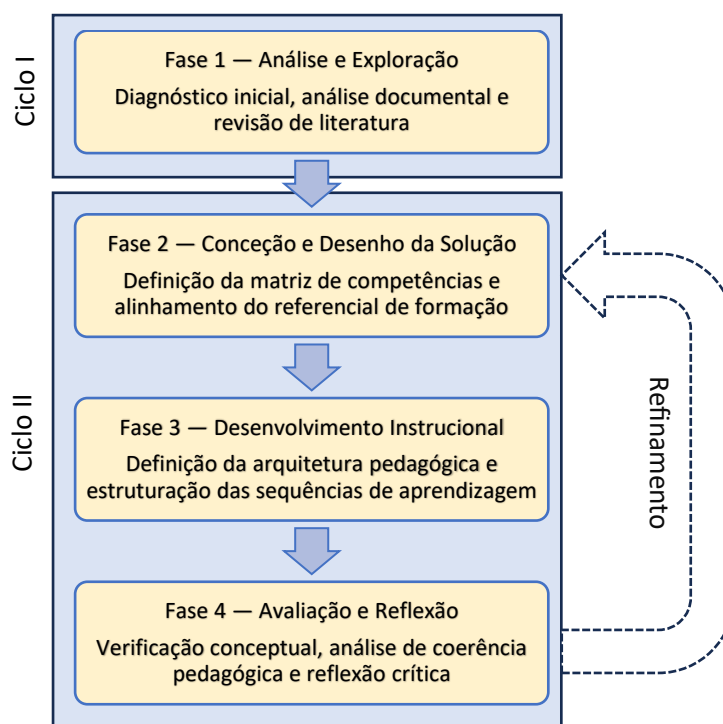 Ciclo I
Fase 1 — Análise e Exploração
Diagnóstico inicial, análise documental e
revisão de literatura
Ciclo II
Fase 2 — Conceção e Desenho da Solução
Definição da matriz de competências e
alinhamento do referencial de formação
Fase 3 — Desenvolvimento Instrucional
Definição da arquitetura pedagógica e
estruturação das sequências de aprendizagem
Fase 4 — Avaliação e Reflexão
Verificação conceptual, análise de coerência
pedagógica e reflexão crítica
Refinamento